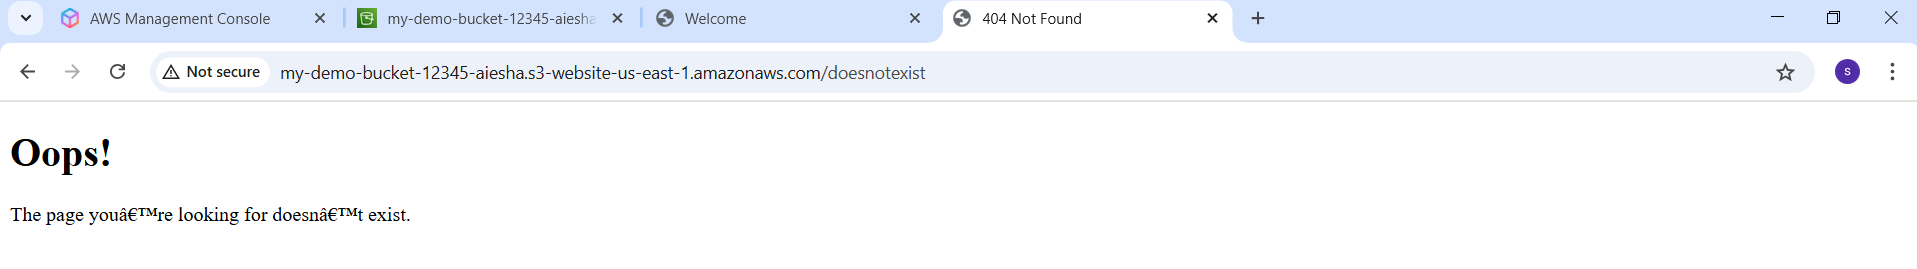 AWS Management Console
my-demo-bucket-12345-aiesha
Welcome
404 Not Found
Not secure
my-demo-bucket-12345-aiesha.s3-website-us-east-1.amazonaws.com/doesnotexist
s
Oops!
The page youâ€™re looking for doesnâ€™t exist.